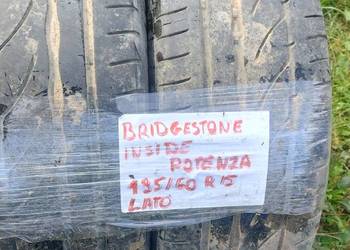 BRIDGESTONE
INSIDE
POTENZA
195/60 R15
LATO